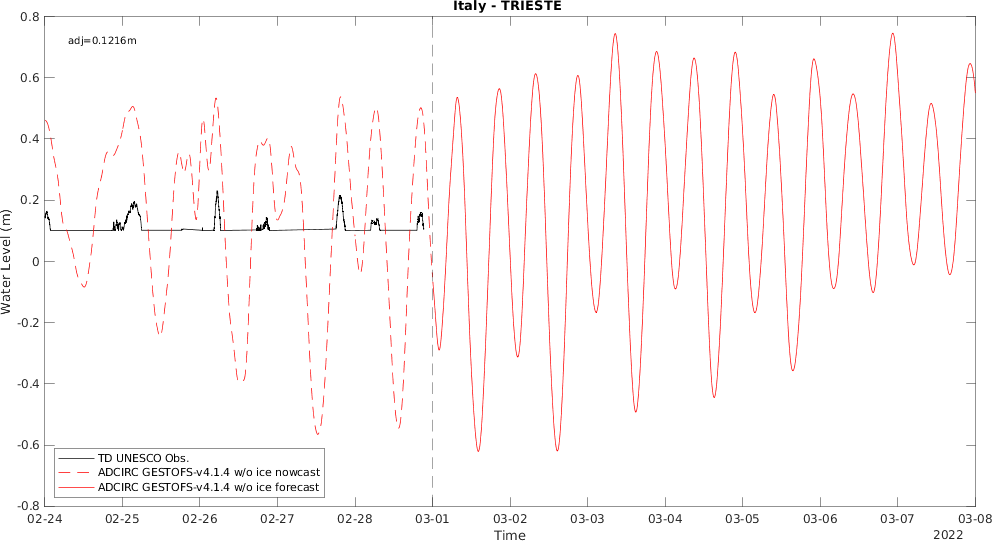 Italy - TRIESTE
adj=0.1216m
0.8
0.6
0.4
0.2
0
-0.2
-0.4
-0.6
-0.8
Water Level (m)
TD UNESCO Obs.
ADCIRC GESTOFS-v4.1.4 w/o ice nowcast
ADCIRC GESTOFS-v4.1.4 w/o ice forecast
02-24 02-25 02-26 02-27 02-28 03-01 03-02 03-03 03-04 03-05 03-06 03-07 03-08
Time
2022